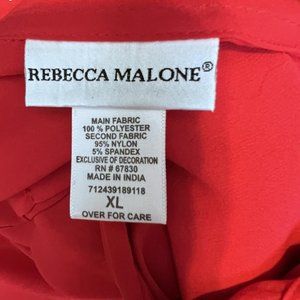 REBECCA MALONE®
MAIN FABRIC
100 % POLYESTER
SECOND FABRIC
95% NYLON
5% SPANDEX
EXCLUSIVE OF DECORATION
RN # 67830
MADE IN INDIA
712439189118
XL
OVER FOR CARE